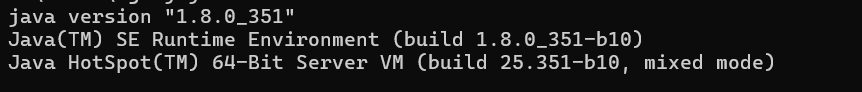 java version "1.8.0_351"
Java(TM) SE Runtime Environment (build 1.8.0_351-b10)
Java HotSpot(TM) 64-Bit Server VM (build 25.351-b10, mixed mode)